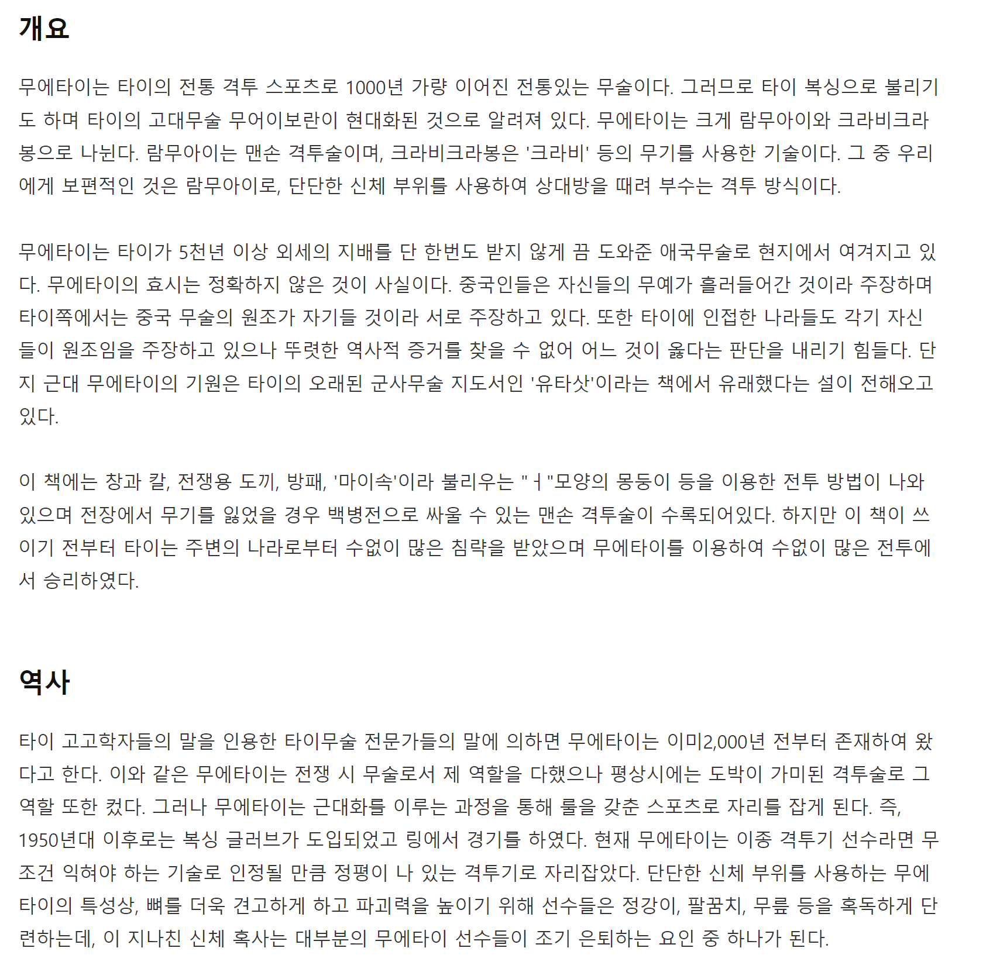 개요
무에타이는 타이의 전통 격투 스포츠로 1000년 가량 이어진 전통있는 무술이다. 그러므로 타이 복싱으로 불리기
도 하며 타이의 고대무술 무어이보란이 현대화된 것으로 알려져 있다. 무에타이는 크게 람무아이와 크라비크라
봉으로 나뉜다. 람무아이는 맨손 격투술이며, 크라비크라봉은 '크라비' 등의 무기를 사용한 기술이다. 그 중 우리
에게 보편적인 것은 람무아이로, 단단한 신체 부위를 사용하여 상대방을 때려 부수는 격투 방식이다.
무에타이는 타이가 5천년 이상 외세의 지배를 단 한번도 받지 않게 끔 도와준 애국무술로 현지에서 여겨지고 있
다. 무에타이의 효시는 정확하지 않은 것이 사실이다. 중국인들은 자신들의 무예가 흘러들어간 것이라 주장하며
타이쪽에서는 중국 무술의 원조가 자기들 것이라 서로 주장하고 있다. 또한 타이에 인접한 나라들도 각기 자신
들이 원조임을 주장하고 있으나 뚜렷한 역사적 증거를 찾을 수 없어 어느 것이 옳다는 판단을 내리기 힘들다. 단
지 근대 무에타이의 기원은 타이의 오래된 군사무술 지도서인 '유타삿'이라는 책에서 유래했다는 설이 전해오고
있다.
이 책에는 창과 칼, 전쟁용 도끼, 방패, '마이속'이라 불리우는 "ㅓ"모양의 몽둥이 등을 이용한 전투 방법이 나와
있으며 전장에서 무기를 잃었을 경우 백병전으로 싸울 수 있는 맨손 격투술이 수록되어있다. 하지만 이 책이 쓰
이기 전부터 타이는 주변의 나라로부터 수없이 많은 침략을 받았으며 무에타이를 이용하여 수없이 많은 전투에
서 승리하였다.
역사
타이 고고학자들의 말을 인용한 타이무술 전문가들의 말에 의하면 무에타이는 이미2,000년 전부터 존재하여 왔
다고 한다. 이와 같은 무에타이는 전쟁 시 무술로서 제 역할을 다했으나 평상시에는 도박이 가미된 격투술로 그
역할 또한 컸다. 그러나 무에타이는 근대화를 이루는 과정을 통해 룰을 갖춘 스포츠로 자리를 잡게 된다. 즉,
1950년대 이후로는 복싱 글러브가 도입되었고 링에서 경기를 하였다. 현재 무에타이는 이종 격투기 선수라면 무
조건 익혀야 하는 기술로 인정될 만큼 정평이 나 있는 격투기로 자리잡았다. 단단한 신체 부위를 사용하는 무에
타이의 특성상, 뼈를 더욱 견고하게 하고 파괴력을 높이기 위해 선수들은 정강이, 팔꿈치, 무릎 등을 혹독하게 단
련하는데, 이 지나친 신체 혹사는 대부분의 무에타이 선수들이 조기 은퇴하는 요인 중 하나가 된다.